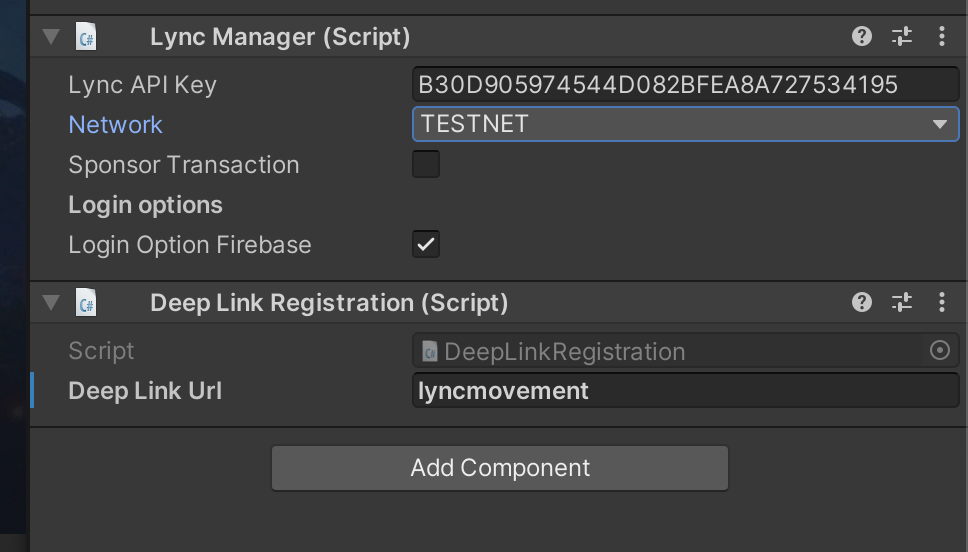 Lync Manager (Script)
Lync API Key B30D905974544D082BFEA8A727534195
Network TESTNET
Sponsor Transaction
Login options
Login Option Firebase
Deep Link Registration (Script)
Script DeepLinkRegistration
Deep Link Url lyncmovement
Add Component